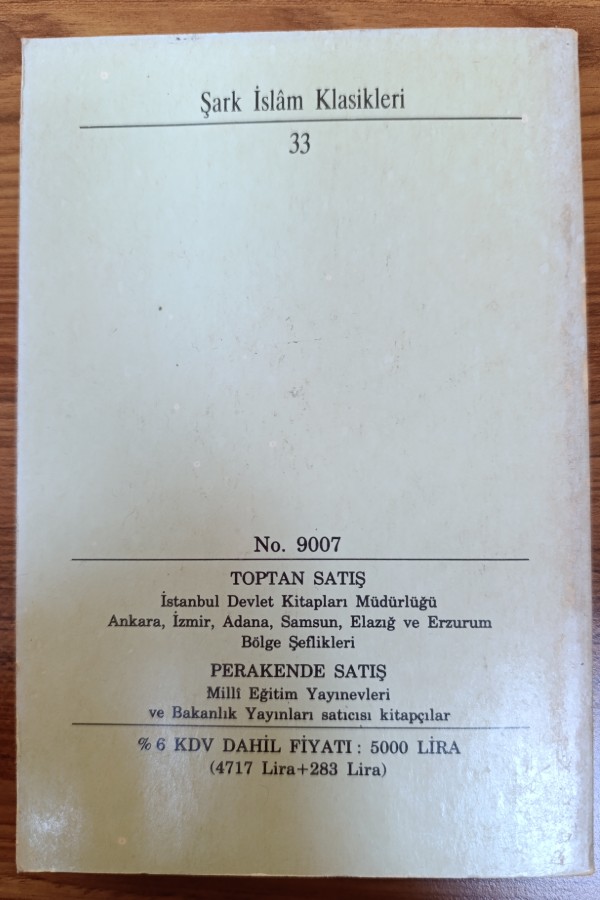 Şark İslâm Klasikleri
33
No. 9007
TOPTAN SATIŞ
İstanbul Devlet Kitapları Müdürlüğü
Ankara, İzmir, Adana, Samsun, Elazığ ve Erzurum
Bölge Şeflikleri
PERAKENDE SATIŞ
Millî Eğitim Yayınevleri
ve Bakanlık Yayınları satıcısı kitapçılar
% 6 KDV DAHİL FİYATI : 5000 LİRA
(4717 Lira+283 Lira)